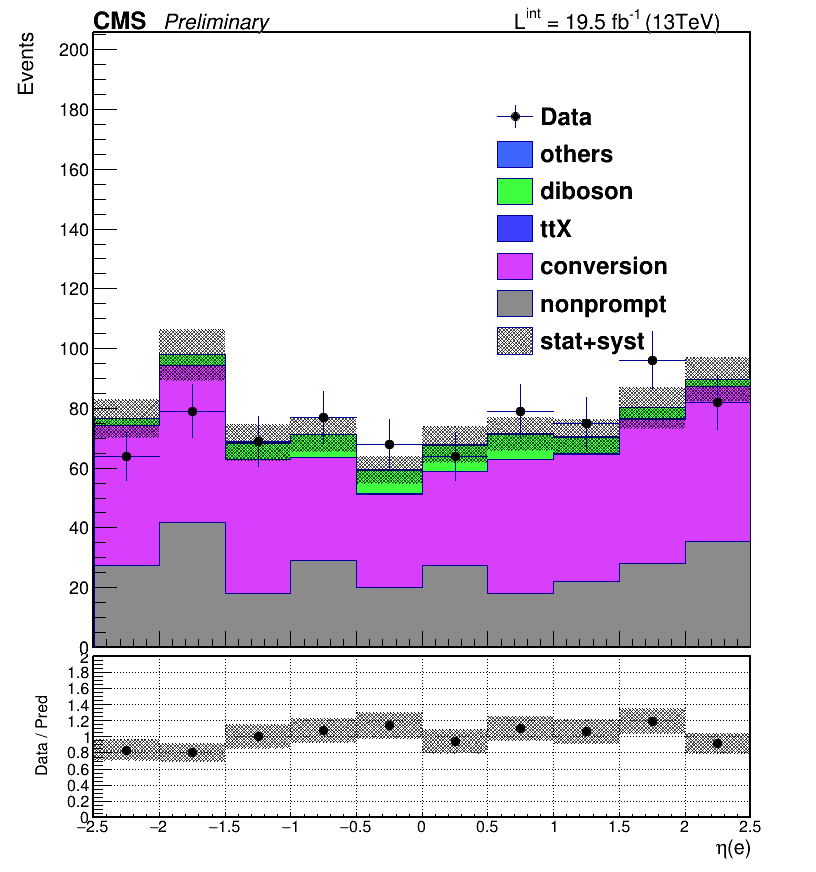 CMS Preliminary L^int = 19.5 fb^-1 (13TeV)
Events
200
180
160
140
120
100
80
60
40
20
0
Data
others
diboson
ttX
conversion
nonprompt
stat+syst
Data / Pred
2
1.8
1.6
1.4
1.2
1
0.8
0.6
0.4
0.2
0
−2.5 −2 −1.5 −1 −0.5 0 0.5 1 1.5 2 2.5
η(e)